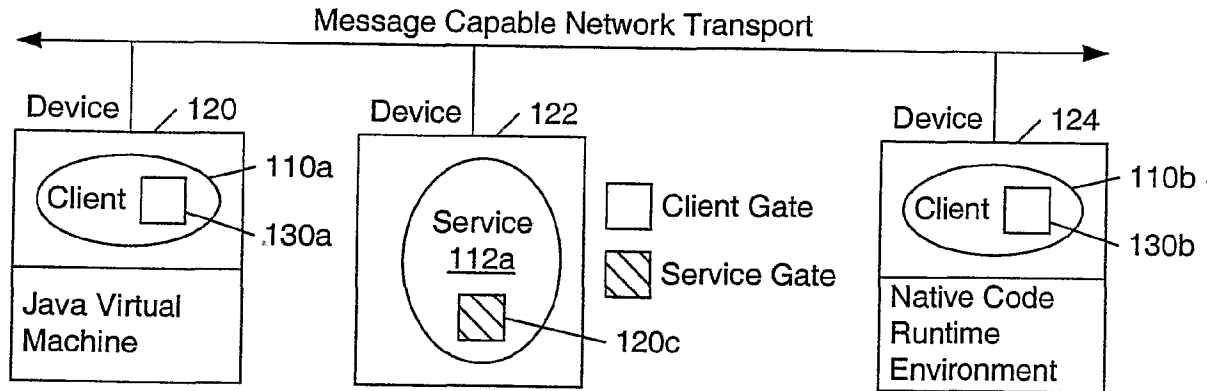 Message Capable Network Transport
Device
120
Device
122
Device
124
Client
110a
130a
Java Virtual
Machine
Service
112a
120c
Client Gate
Service Gate
Client
110b
130b
Native Code
Runtime
Environment